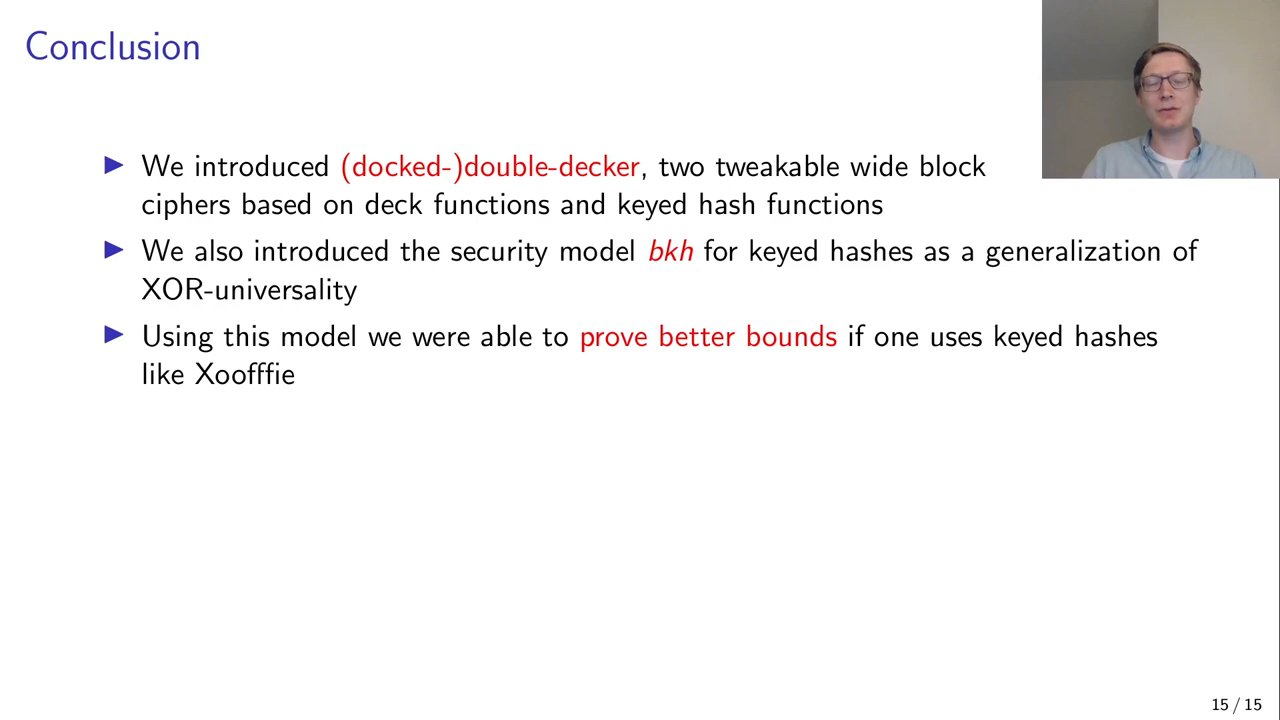 Conclusion
We introduced (docked-)double-decker, two tweakable wide block
ciphers based on deck functions and keyed hash functions
We also introduced the security model bkh for keyed hashes as a generalization of
XOR-universality
Using this model we were able to prove better bounds if one uses keyed hashes
like Xoofffie
15 / 15